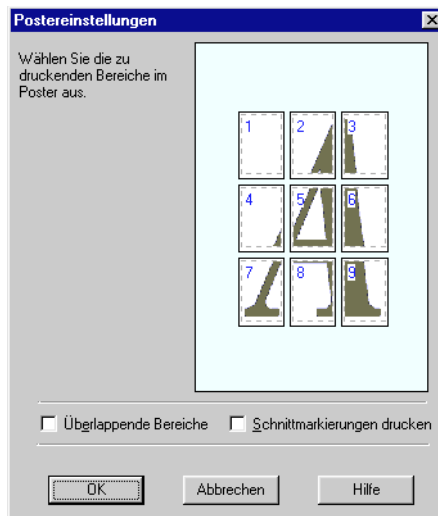 Postereinstellungen
Wählen Sie die zu
druckenden Bereiche im
Poster aus.
1 2 3
4 5 6
7 8 9
Überlappende Bereiche Schnittmarkierungen drucken
OK Abbrechen Hilfe